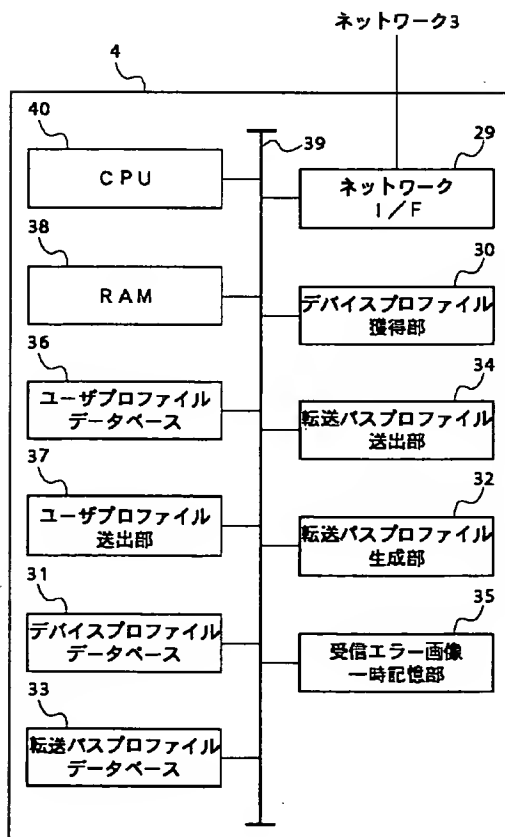 ネットワーク3
4
40
CPU
39
29
ネットワーク
I/F
38
RAM
30
デバイスプロファイル
獲得部
36
ユーザプロファイル
データベース
34
転送パスプロファイル
送出部
37
ユーザプロファイル
送出部
32
転送パスプロファイル
生成部
31
デバイスプロファイル
データベース
35
受信エラー画像
一時記憶部
33
転送パスプロファイル
データベース